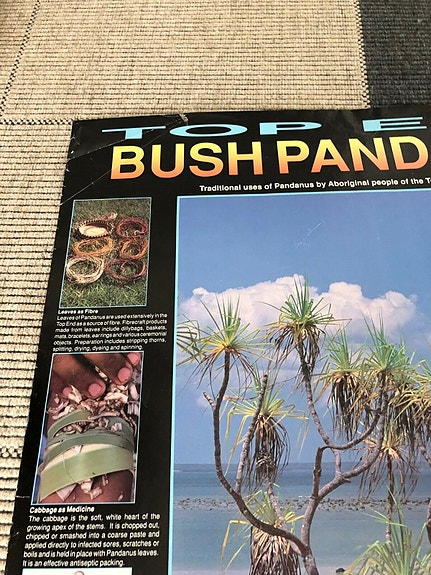 TOP E
BUSH PAND
Traditional uses of Pandanus by Aboriginal people of the T
Leaves as Fibre
Leaves of Pandanus are used extensively in the
Top End as a source of fibre. Fibrecraft products
made from leaves include dillybags, baskets,
mats, bracelets, earrings and various ceremonial
objects. Preparation includes stripping thorns,
splitting, drying, dyeing and spinning.
Cabbage as Medicine
The cabbage is the soft, white heart of the
growing apex of the stems. It is chopped out,
chipped or smashed into a coarse paste and
applied directly to infected sores, scratches or
boils and is held in place with Pandanus leaves.
It is an effective antiseptic packing.